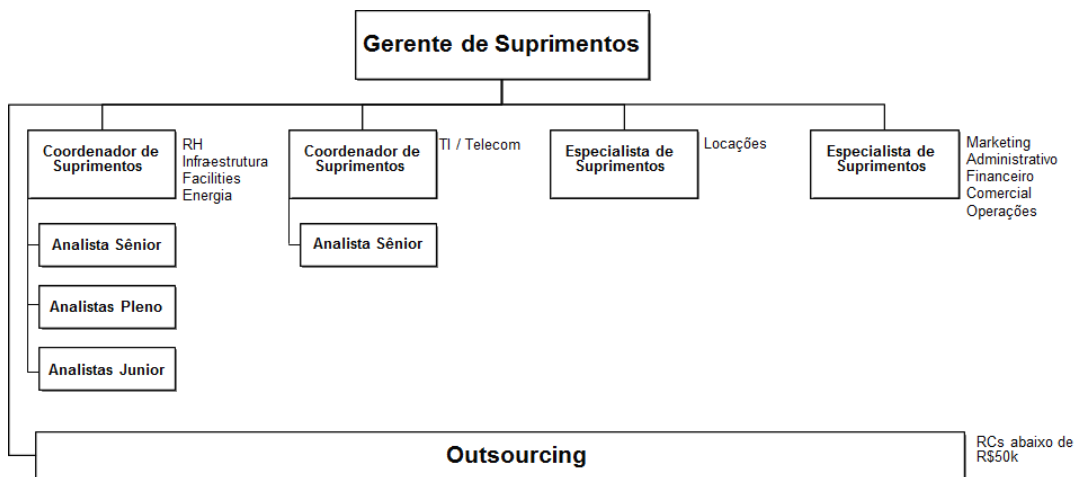 Gerente de Suprimentos
Coordenador de
Suprimentos
RH
Infraestrutura
Facilities
Energia
Coordenador de
Suprimentos
TI / Telecom
Especialista de
Suprimentos
Locações
Especialista de
Suprimentos
Marketing
Administrativo
Financeiro
Comercial
Operações
Analista Sênior
Analista Sênior
Analistas Pleno
Analistas Junior
Outsourcing
RCs abaixo de
R$50k